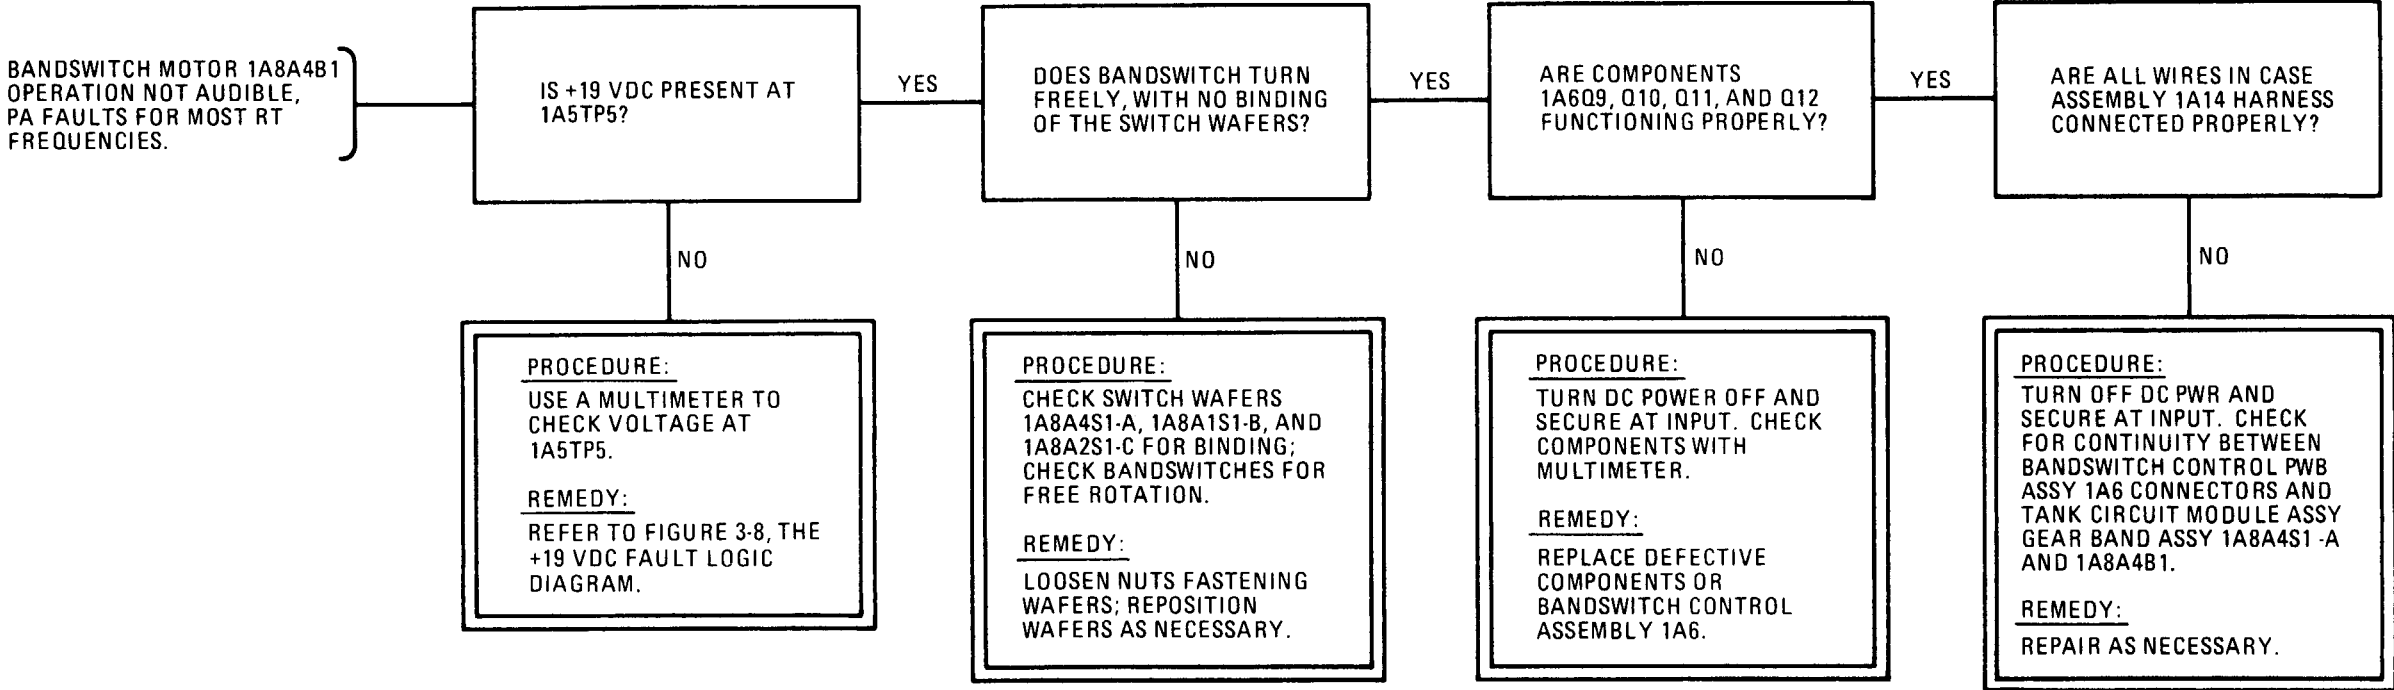 BANDSWITCH MOTOR 1A8A4B1
OPERATION NOT AUDIBLE,
PA FAULTS FOR MOST RT
FREQUENCIES.
IS +19 VDC PRESENT AT
1A5TP5?
YES
DOES BANDSWITCH TURN
FREELY, WITH NO BINDING
OF THE SWITCH WAFERS?
YES
ARE COMPONENTS
1A6Q9, Q10, Q11, AND Q12
FUNCTIONING PROPERLY?
YES
ARE ALL WIRES IN CASE
ASSEMBLY 1A14 HARNESS
CONNECTED PROPERLY?
NO
NO
NO
NO
PROCEDURE:
USE A MULTIMETER TO
CHECK VOLTAGE AT
1A5TP5.
REMEDY:
REFER TO FIGURE 3-8, THE
+19 VDC FAULT LOGIC
DIAGRAM.
PROCEDURE:
CHECK SWITCH WAFERS
1A8A4S1-A, 1A8A1S1-B, AND
1A8A2S1-C FOR BINDING;
CHECK BANDSWITCHES FOR
FREE ROTATION.
REMEDY:
LOOSEN NUTS FASTENING
WAFERS; REPOSITION
WAFERS AS NECESSARY.
PROCEDURE:
TURN DC POWER OFF AND
SECURE AT INPUT. CHECK
COMPONENTS WITH
MULTIMETER.
REMEDY:
REPLACE DEFECTIVE
COMPONENTS OR
BANDSWITCH CONTROL
ASSEMBLY 1A6.
PROCEDURE:
TURN OFF DC PWR AND
SECURE AT INPUT. CHECK
FOR CONTINUITY BETWEEN
BANDSWITCH CONTROL PWB
ASSY 1A6 CONNECTORS AND
TANK CIRCUIT MODULE ASSY
GEAR BAND ASSY 1A8A4S1 -A
AND 1A8A4B1.
REMEDY:
REPAIR AS NECESSARY.